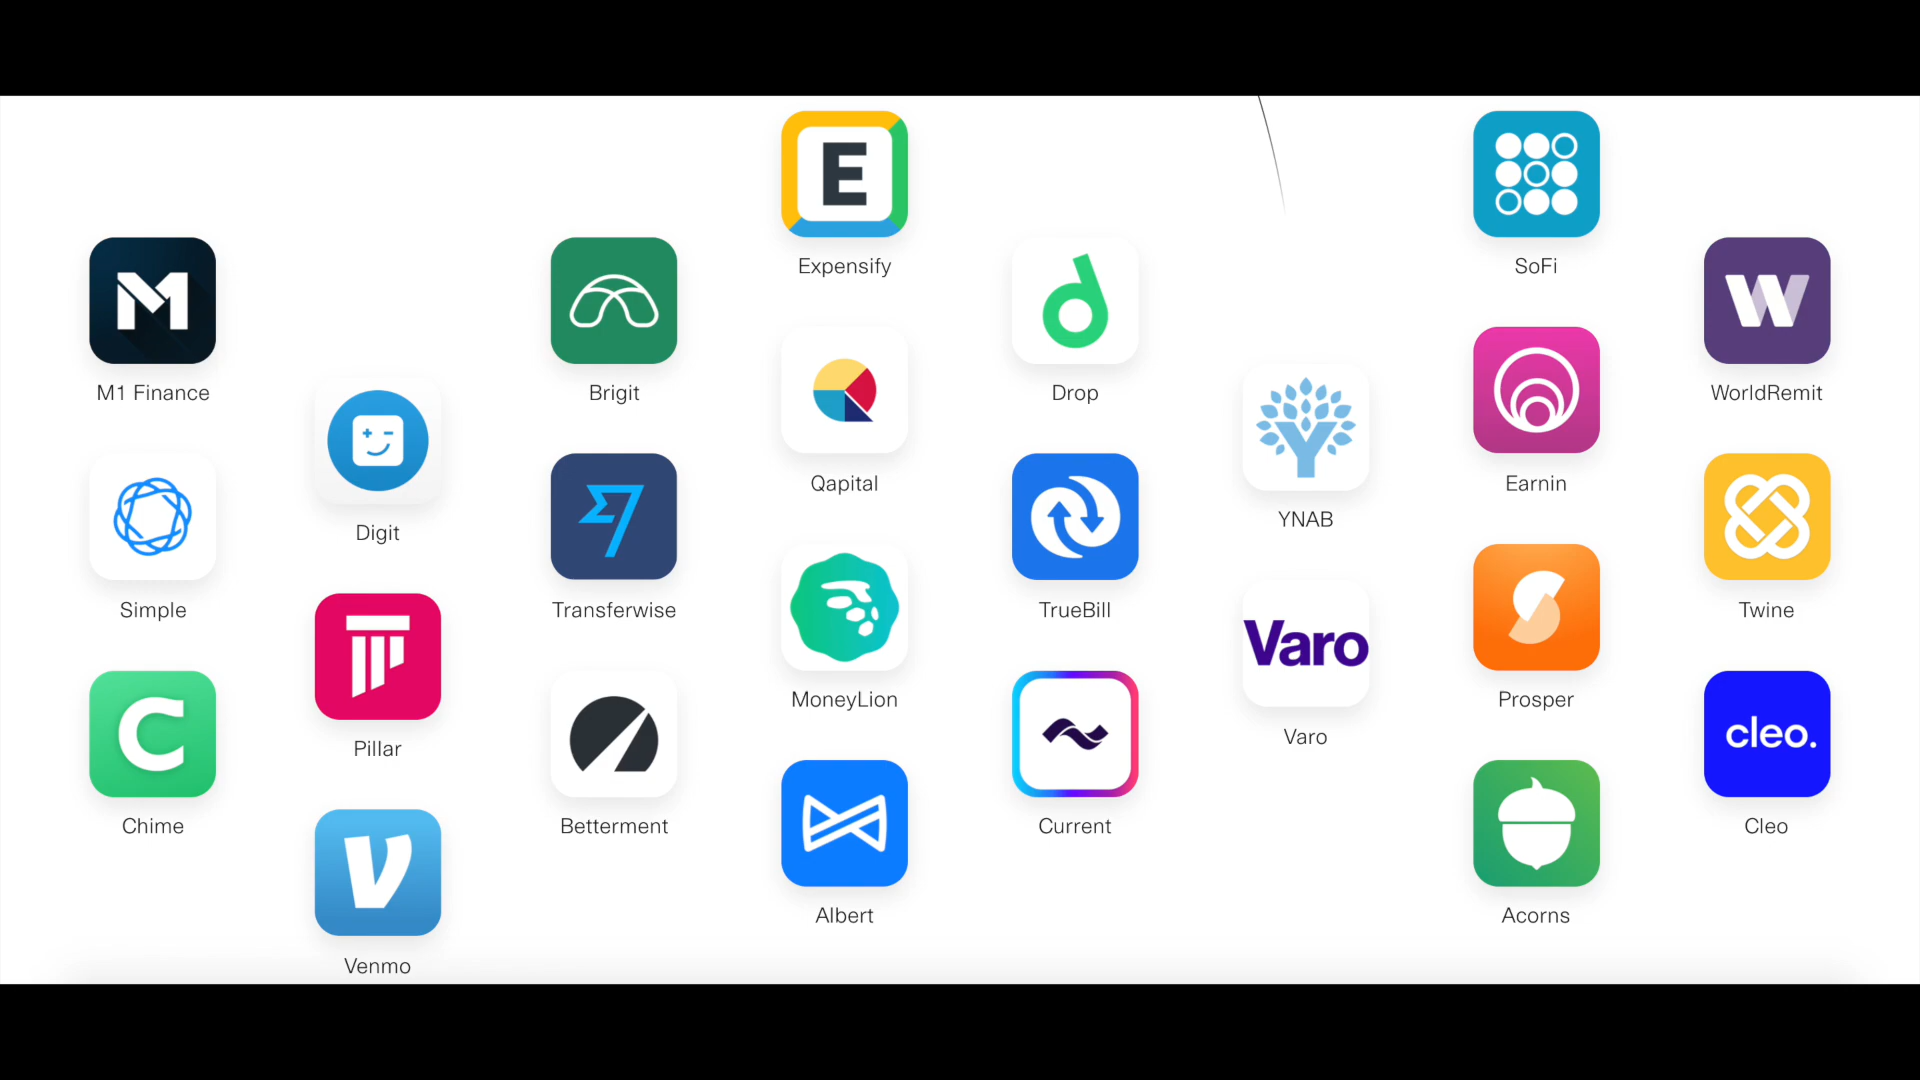 E
Expensify
SoFi
M
M1 Finance
Brigit
Drop
W
WorldRemit
Digit
Qapital
YNAB
Earnin
Simple
Transferwise
TrueBill
Twine
Pillar
MoneyLion
Varo
Varo
Prosper
C
Chime
Betterment
Current
cleo.
Cleo
V
Venmo
Albert
Acorns